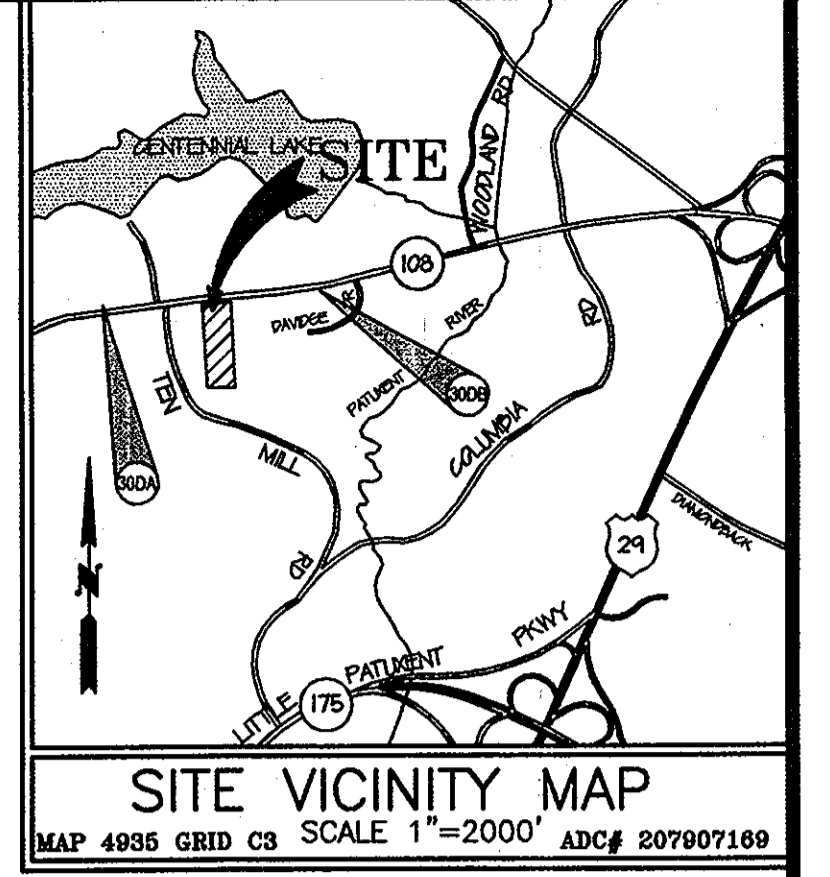 CENTENNIAL LAKE
SITE
WOODLAND RD
108
DAVIDGE DR
RIVER
PATUXENT
30DB
TEN
MILL
RD
30DA
COLUMBIA
RD
DIAMONDBACK
29
LITTLE
PATUXENT
PKWY
175
N
SITE VICINITY MAP
SCALE 1"=2000'
MAP 4935 GRID C3
ADC# 207907169